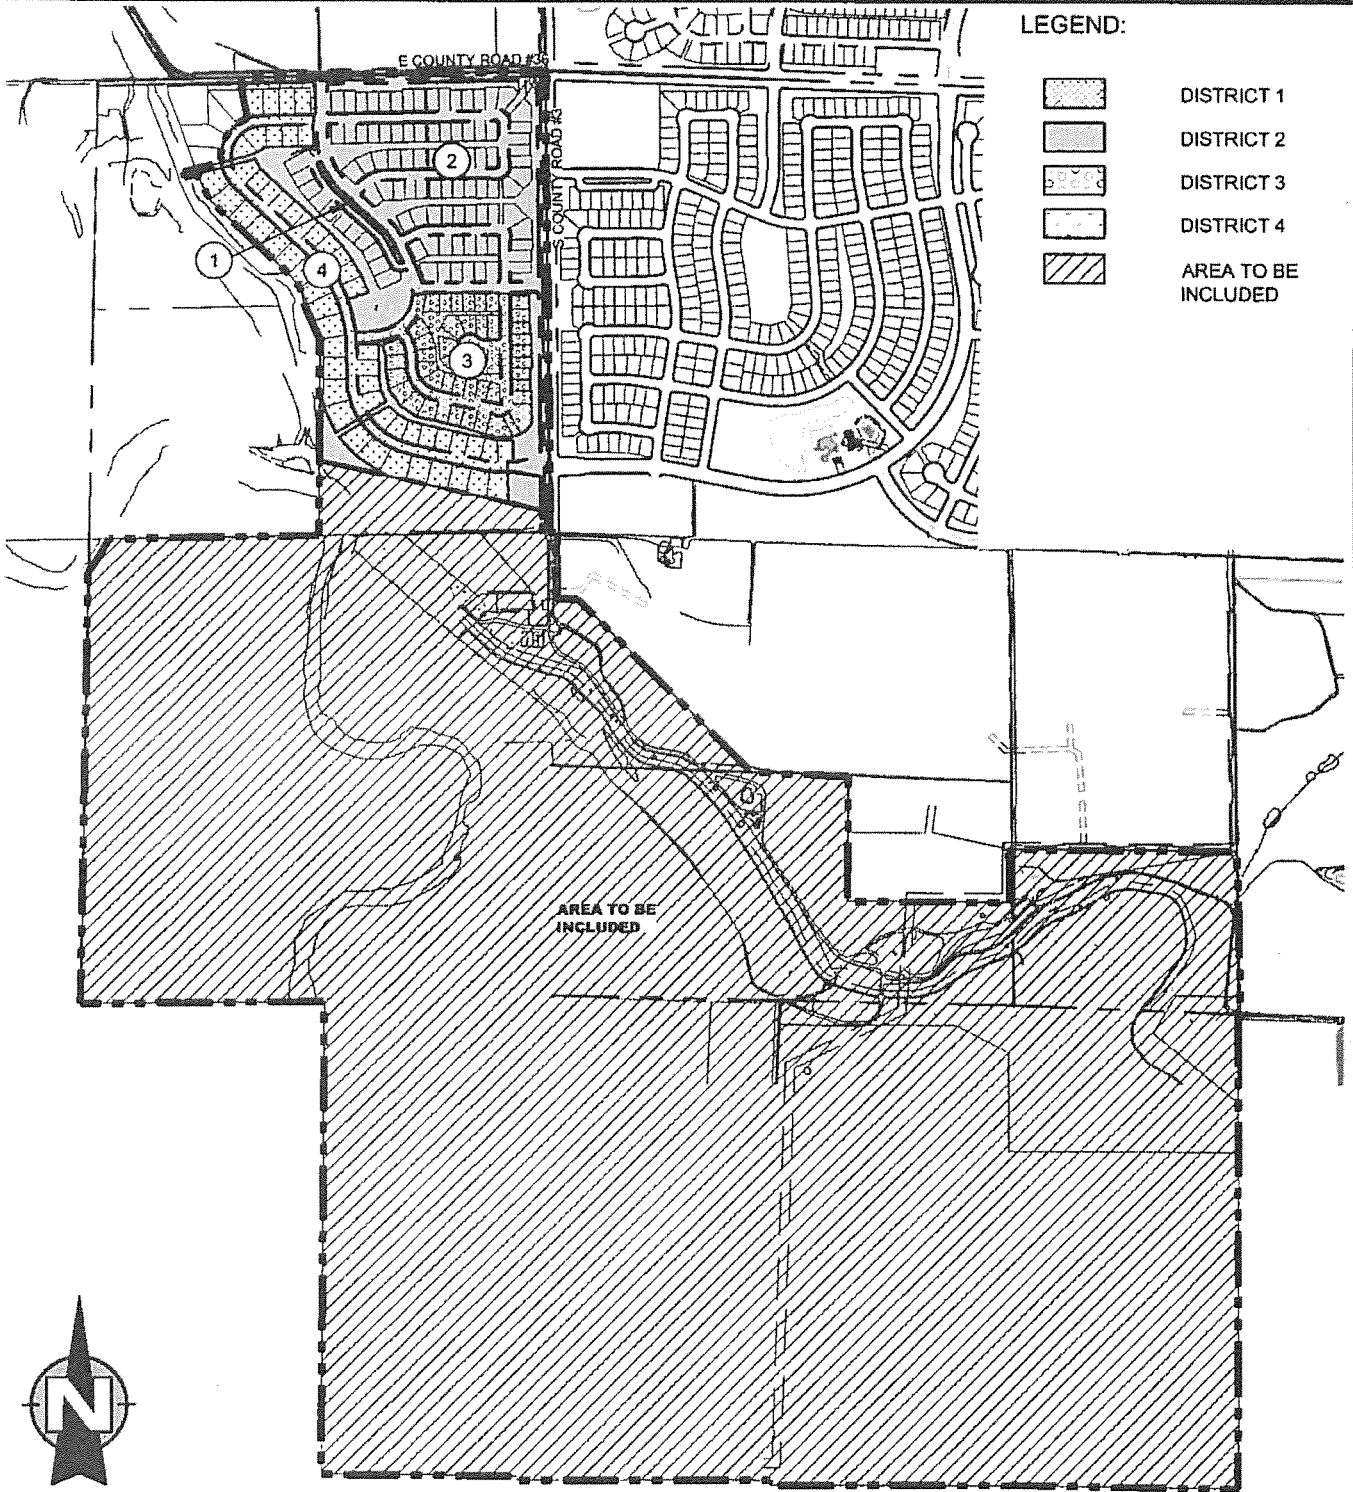 LEGEND:
DISTRICT 1
DISTRICT 2
DISTRICT 3
DISTRICT 4
AREA TO BE
INCLUDED
E COUNTY ROAD #36
S COUNTY ROAD #3
2
1
4
3
AREA TO BE
INCLUDED
N